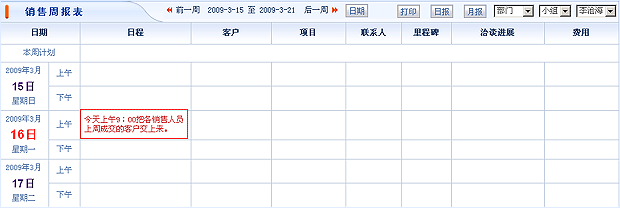 销售周报表
前一周 2009-3-15 至 2009-3-21 后一周 日期 打印 日报 月报 部门 小组 李沧海
日期 日程 客户 项目 联系人 里程碑 洽谈进展 费用
本周计划
2009年3月
15日
星期日
上午
下午
2009年3月
16日
星期一
上午
今天上午9：00把各销售人员
上周成交的客户交上来。
下午
2009年3月
17日
星期二
上午
下午